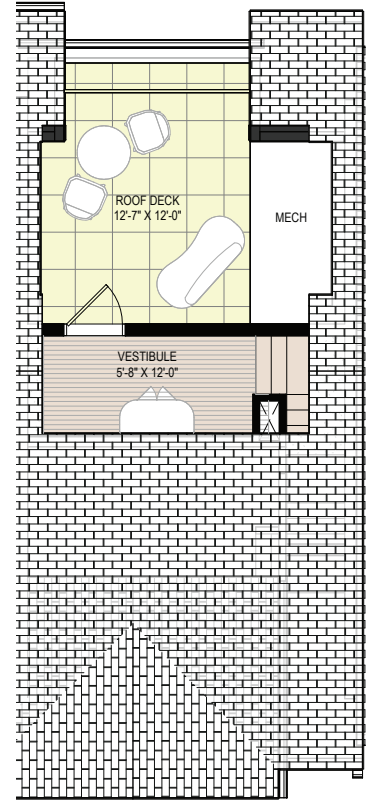 ROOF DECK
12'-7" X 12'-0"
MECH
VESTIBULE
5'-8" X 12'-0"